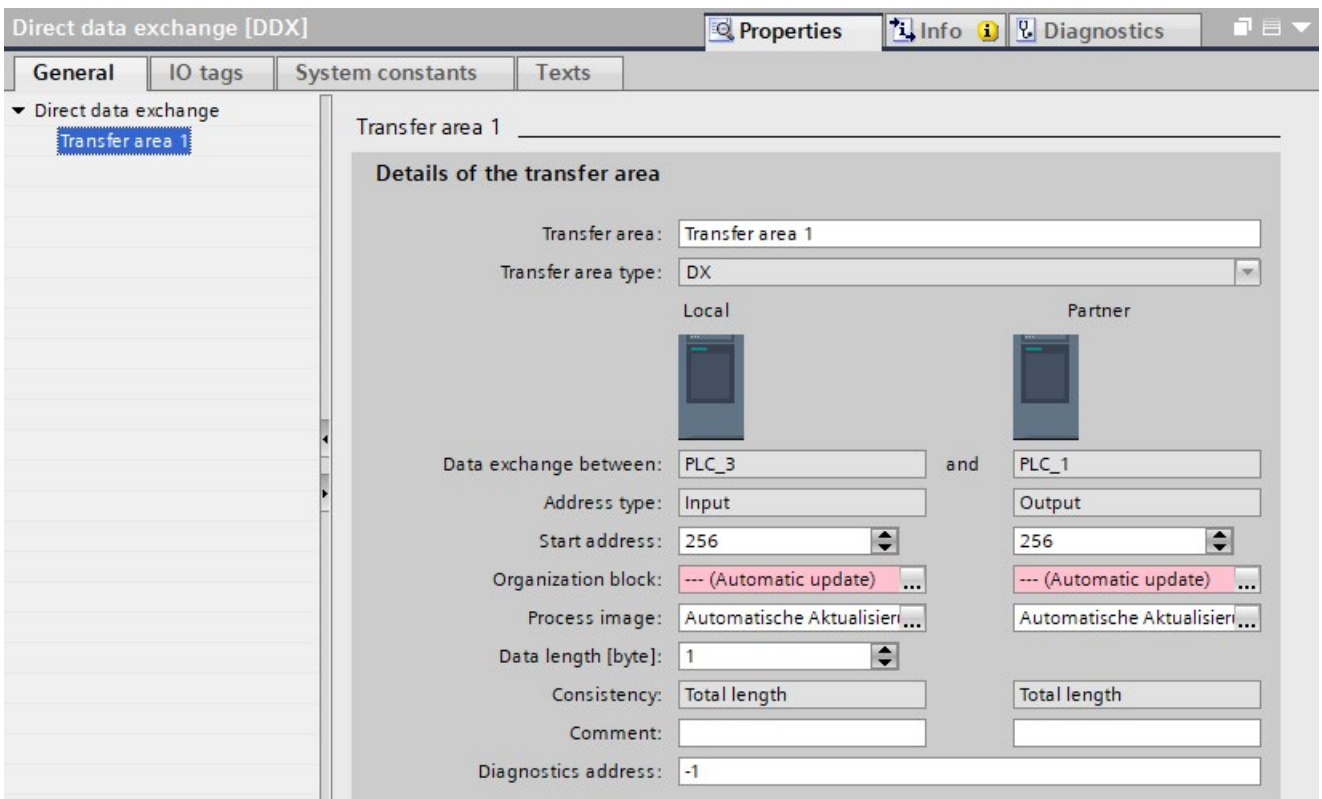 Direct data exchange [DDX] Properties Info Diagnostics
General IO tags System constants Texts
Direct data exchange
Transfer area 1
Transfer area 1
Details of the transfer area
Transfer area: Transfer area 1
Transfer area type: DX
Local Partner
Data exchange between: PLC_3 and PLC_1
Address type: Input Output
Start address: 256 256
Organization block: --- (Automatic update) ... --- (Automatic update) ...
Process image: Automatische Aktualisier ... Automatische Aktualisier ...
Data length [byte]: 1
Consistency: Total length Total length
Comment:
Diagnostics address: -1